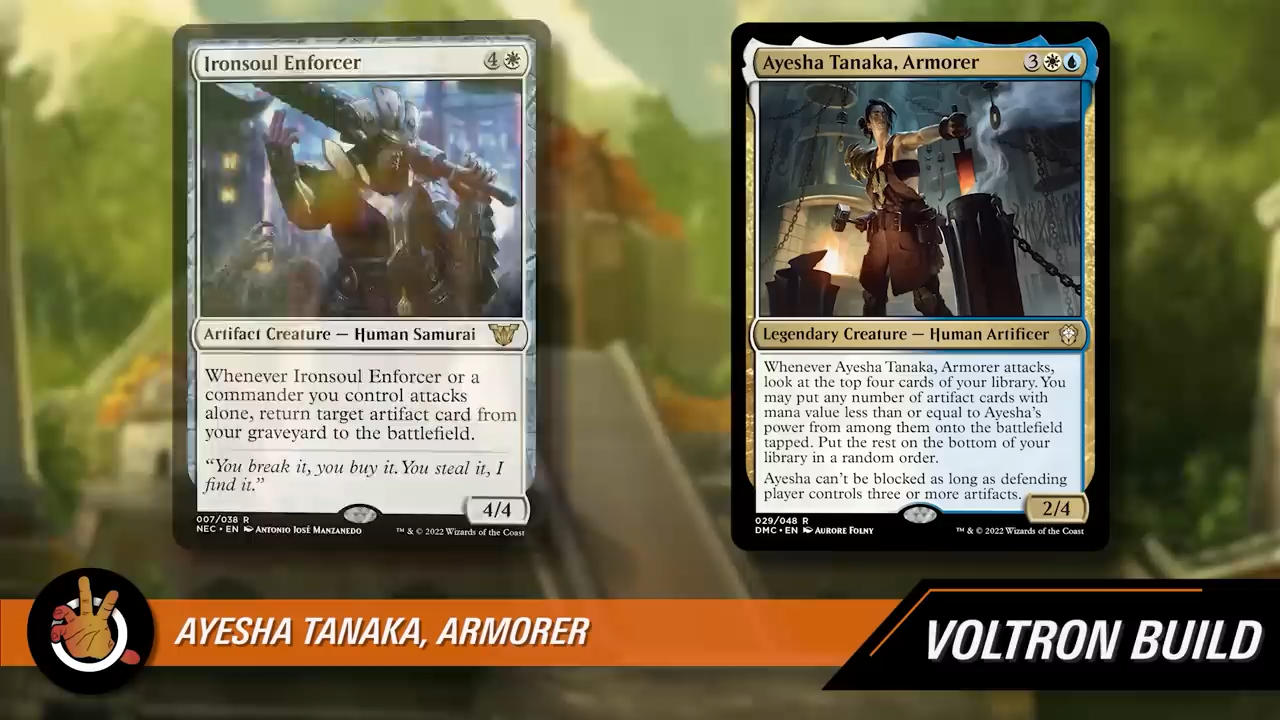 Ironsoul Enforcer
4
Artifact Creature — Human Samurai
Whenever Ironsoul Enforcer or a
commander you control attacks
alone, return target artifact card from
your graveyard to the battlefield.
“You break it, you buy it. You steal it, I
find it.”
4/4
007/038 R
NEC • EN Antonio José Manzanedo
™ & © 2022 Wizards of the Coast
Ayesha Tanaka, Armorer
3
Legendary Creature — Human Artificer
Whenever Ayesha Tanaka, Armorer attacks,
look at the top four cards of your library. You
may put any number of artifact cards with
mana value less than or equal to Ayesha’s
power from among them onto the battlefield
tapped. Put the rest on the bottom of your
library in a random order.
Ayesha can’t be blocked as long as defending
player controls three or more artifacts.
2/4
029/048 R
DMC • EN Aurore Folny
™ & © 2022 Wizards of the Coast
AYESHA TANAKA, ARMORER
VOLTRON BUILD